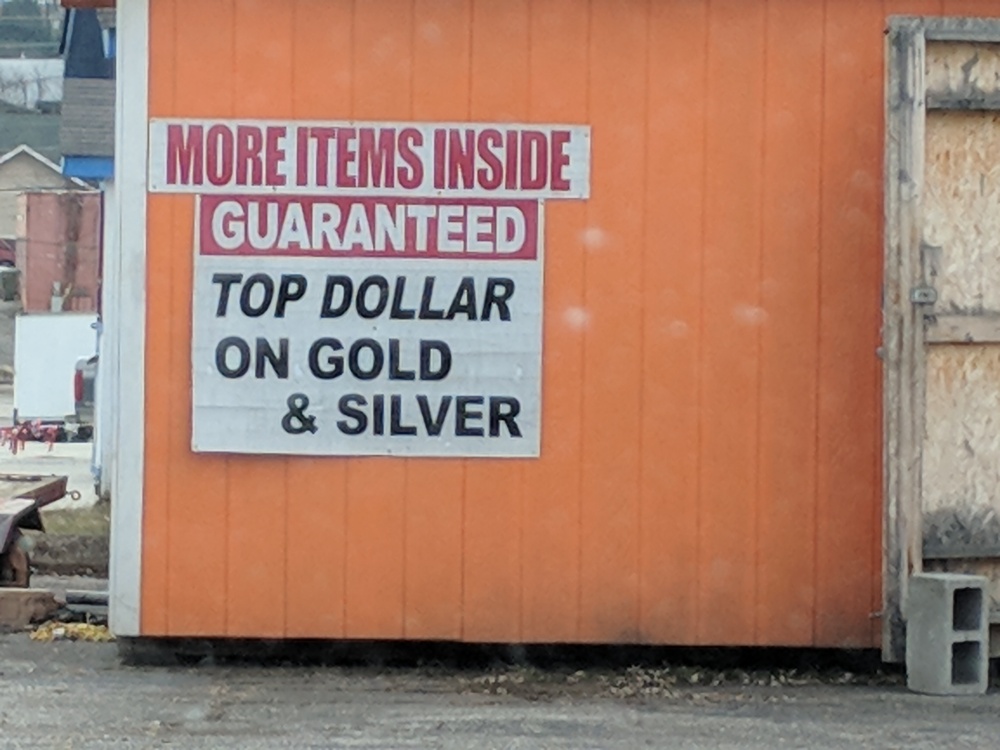 MORE ITEMS INSIDE
GUARANTEED
TOP DOLLAR
ON GOLD
& SILVER